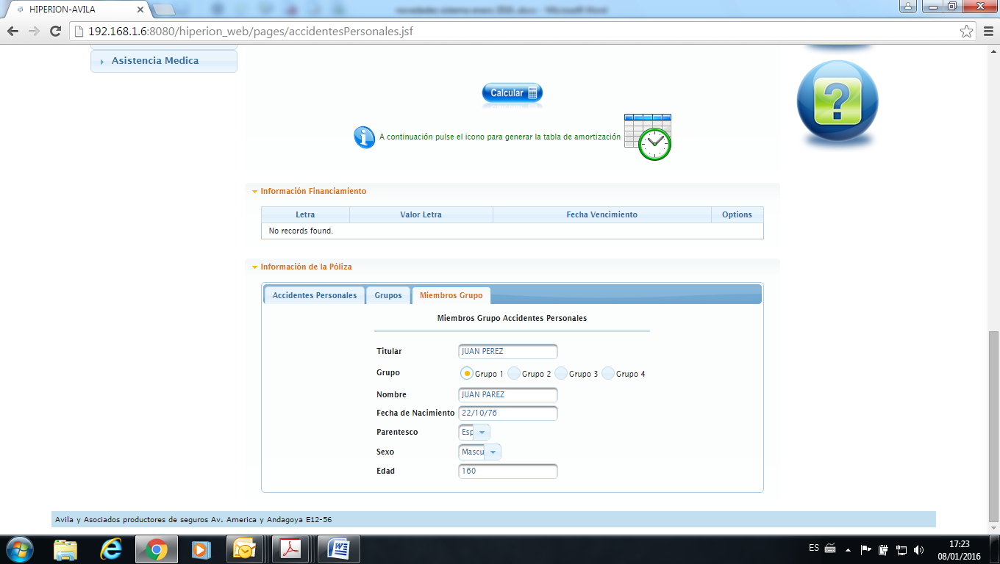 HIPERION-AVILA
novedades sistema enero 2016 .docx - Microsoft Word
192.168.1.6:8080/hiperion_web/pages/accidentesPersonales.jsf
Asistencia Medica
Calcular
A continuación pulse el icono para generar la tabla de amortización
Información Financiamiento
Letra Valor Letra Fecha Vencimiento Options
No records found.
Información de la Póliza
Accidentes Personales Grupos Miembros Grupo
Miembros Grupo Accidentes Personales
Titular JUAN PEREZ
Grupo Grupo 1 Grupo 2 Grupo 3 Grupo 4
Nombre JUAN PAREZ
Fecha de Nacimiento 22/10/76
Parentesco Esp
Sexo Mascu
Edad 160
Avila y Asociados productores de seguros Av. America y Andagoya E12-56
ES 17:23
08/01/2016